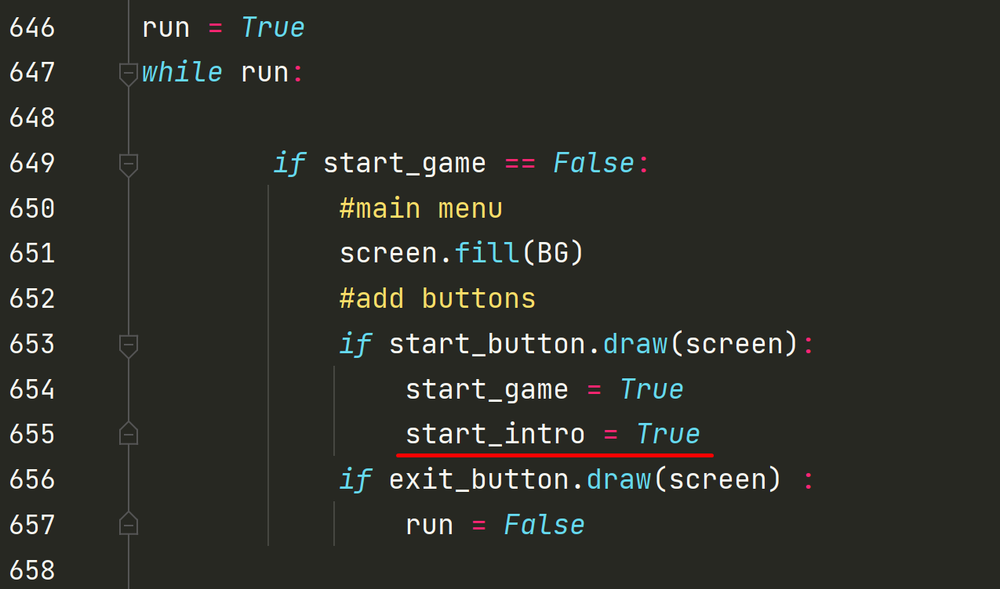 646 run = True
647 while run:
648
649         if start_game == False:
650             #main menu
651             screen.fill(BG)
652             #add buttons
653             if start_button.draw(screen):
654                 start_game = True
655                 start_intro = True
656             if exit_button.draw(screen) :
657                 run = False
658